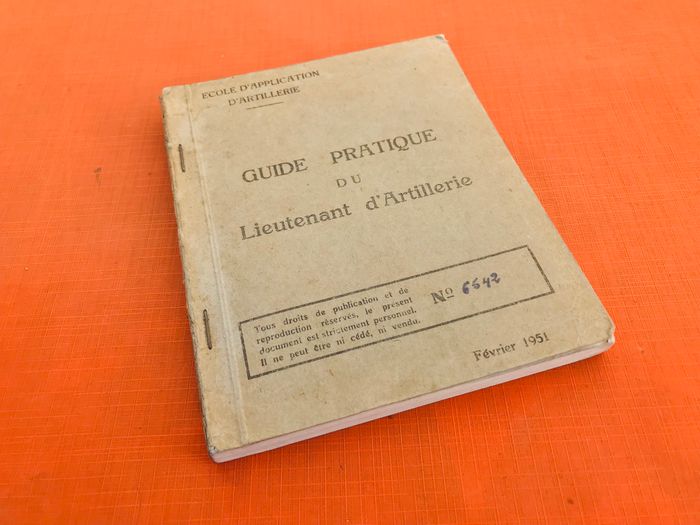 ECOLE D'APPLICATION
D'ARTILLERIE
GUIDE PRATIQUE
DU
Lieutenant d'Artillerie
Tous droits de publication et de
reproduction réservés, le présent
document est strictement personnel.
Il ne peut être ni cédé, ni vendu.
No 6542
Février 1951